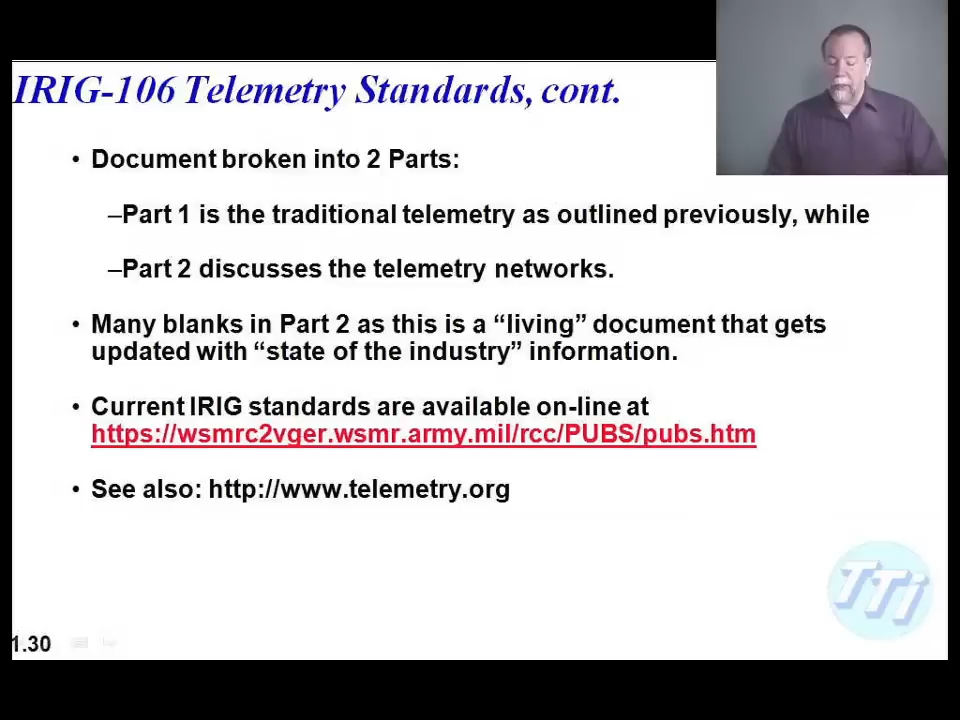 IRIG-106 Telemetry Standards, cont.
• Document broken into 2 Parts:
–Part 1 is the traditional telemetry as outlined previously, while
–Part 2 discusses the telemetry networks.
• Many blanks in Part 2 as this is a “living” document that gets
updated with “state of the industry” information.
• Current IRIG standards are available on-line at
https://wsmrc2vger.wsmr.army.mil/rcc/PUBS/pubs.htm
• See also: http://www.telemetry.org
TTi
1.30